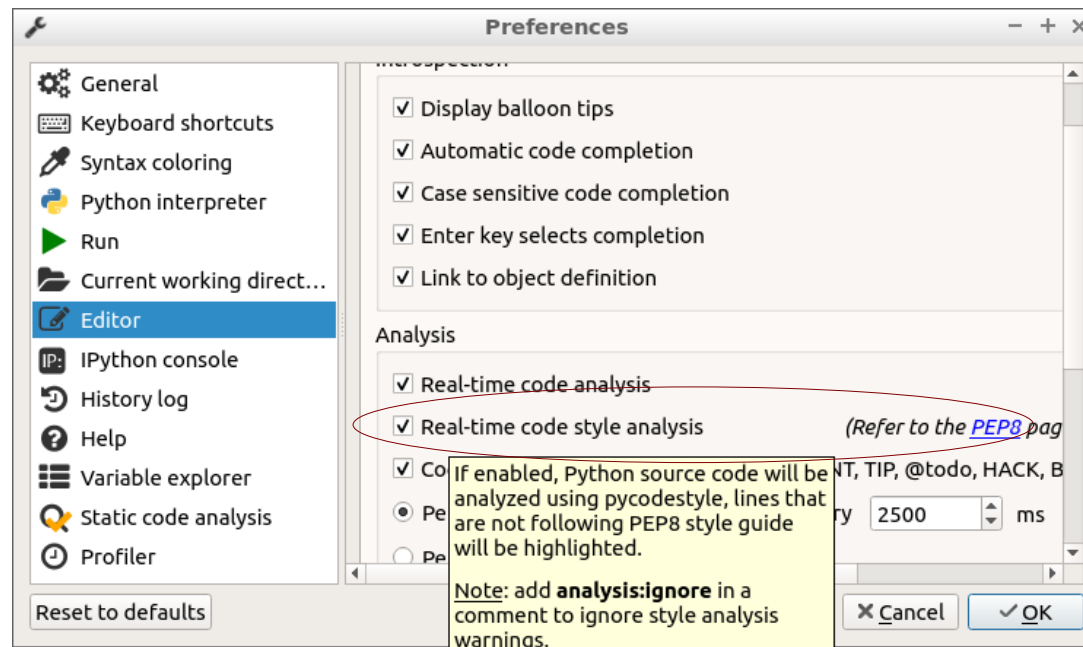 Preferences
General
Keyboard shortcuts
Syntax coloring
Python interpreter
Run
Current working direct...
Editor
IPython console
History log
Help
Variable explorer
Static code analysis
Profiler
Introspection
Display balloon tips
Automatic code completion
Case sensitive code completion
Enter key selects completion
Link to object definition
Analysis
Real-time code analysis
Real-time code style analysis (Refer to the PEP8 pag
TIP, @todo, HACK, B
2500 ms
If enabled, Python source code will be
analyzed using pycodestyle, lines that
are not following PEP8 style guide
will be highlighted.
Note: add analysis:ignore in a
comment to ignore style analysis
warnings.
Reset to defaults
Cancel
OK